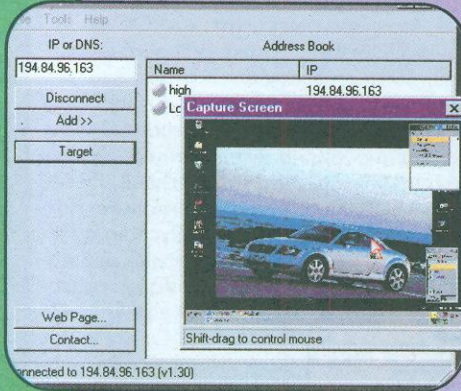 Tools Help
IP or DNS:
194.84.96.163
Disconnect
Add >>
Target
Web Page...
Contact...
Address Book
Name IP
high 194.84.96.163
Lo
Capture Screen
Shift-drag to control mouse
onnected to 194.84.96.163 (v1.30)